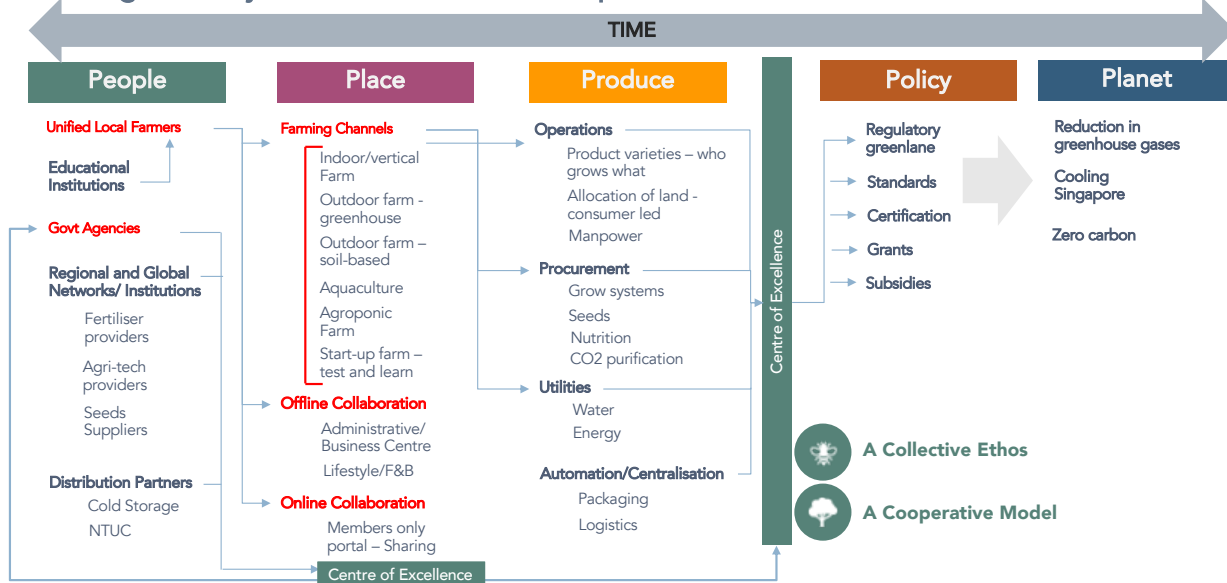 TIME
People
Place
Produce
Policy
Planet
Unified Local Farmers
Educational
Institutions
Govt Agencies
Regional and Global
Networks/ Institutions
Fertiliser
providers
Agri-tech
providers
Seeds
Suppliers
Distribution Partners
Cold Storage
NTUC
Farming Channels
Indoor/vertical
Farm
Outdoor farm -
greenhouse
Outdoor farm –
soil-based
Aquaculture
Agroponic
Farm
Start-up farm –
test and learn
Offline Collaboration
Administrative/
Business Centre
Lifestyle/F&B
Online Collaboration
Members only
portal – Sharing
Centre of Excellence
Operations
Product varieties – who
grows what
Allocation of land -
consumer led
Manpower
Procurement
Grow systems
Seeds
Nutrition
CO2 purification
Utilities
Water
Energy
Automation/Centralisation
Packaging
Logistics
Centre of Excellence
Regulatory
greenlane
Standards
Certification
Grants
Subsidies
Reduction in
greenhouse gases
Cooling
Singapore
Zero carbon
A Collective Ethos
A Cooperative Model